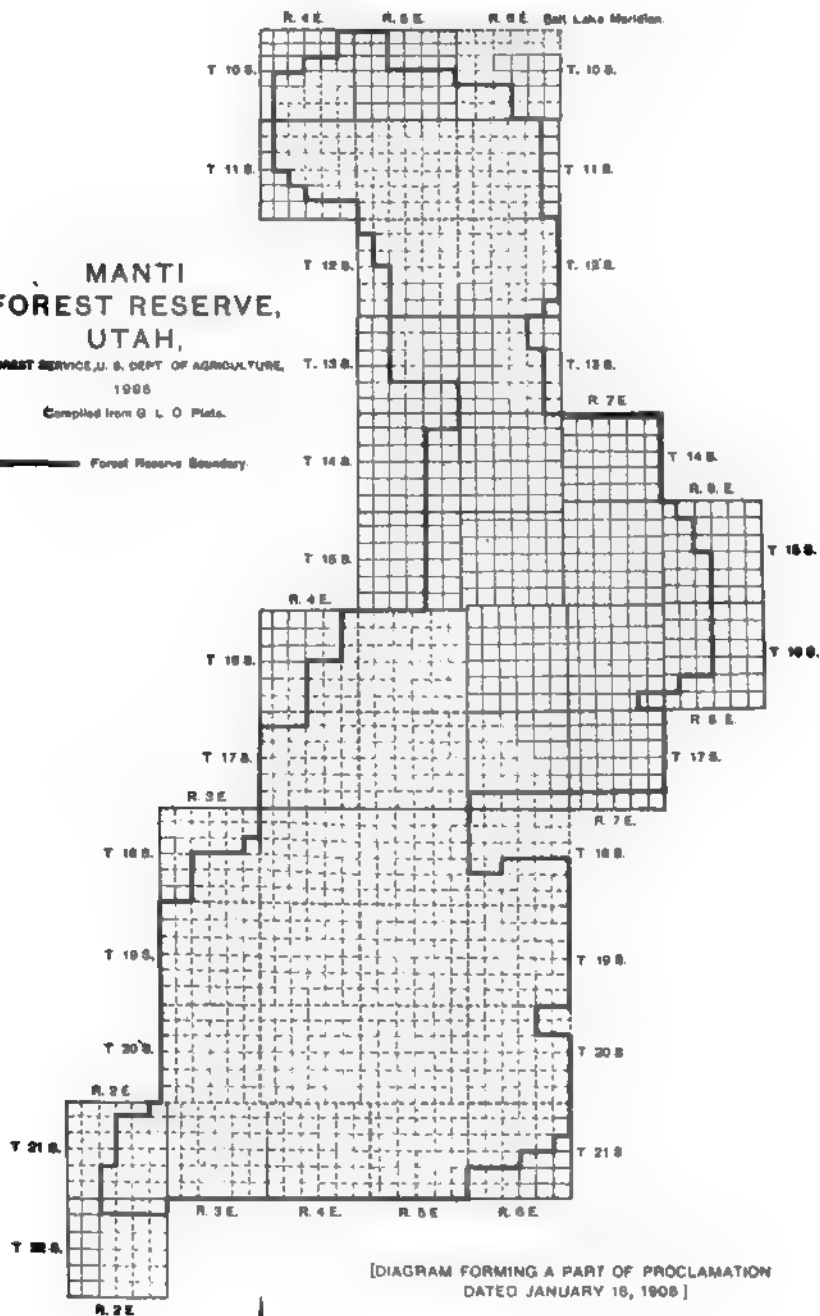 R. 4 E. R. 5 E. R. 6 E. Salt Lake Meridian.
T 10 S. T. 10 S.
T 11 S. T. 11 S.
MANTI
FOREST RESERVE,
UTAH,
FOREST SERVICE, U. S. DEPT OF AGRICULTURE,
Compiled from G L O Plats.
Forest Reserve Boundary.
T 12 S. T. 12 S.
T. 13 S. T. 13 S.
R. 7 E
T 14 S. T 14 S.
R. 8. E
T 15 S. T 15 S.
R. 4 E.
T 16 S. T 16 S.
R 8 E
T 17 S. T 17 S.
R. 3 E R. 7 E.
T 18 S. T 18 S.
T 19 S. T 19 S.
T 20 S. T 20 S
R. 2 E
T 21 S. T 21 S
R. 3 E. R. 4 E. R. 5 E R. 6 E
T 22 S.
R. 2 E
[DIAGRAM FORMING A PART OF PROCLAMATION
DATED JANUARY 18, 1906]